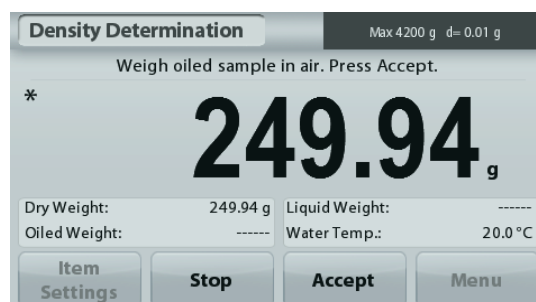 Density Determination Max 4200 g d= 0.01 g
Weigh oiled sample in air. Press Accept.
*
249.94 g
Dry Weight: 249.94 g Liquid Weight: ------
Oiled Weight: ------ Water Temp.: 20.0 °C
Item Settings Stop Accept Menu